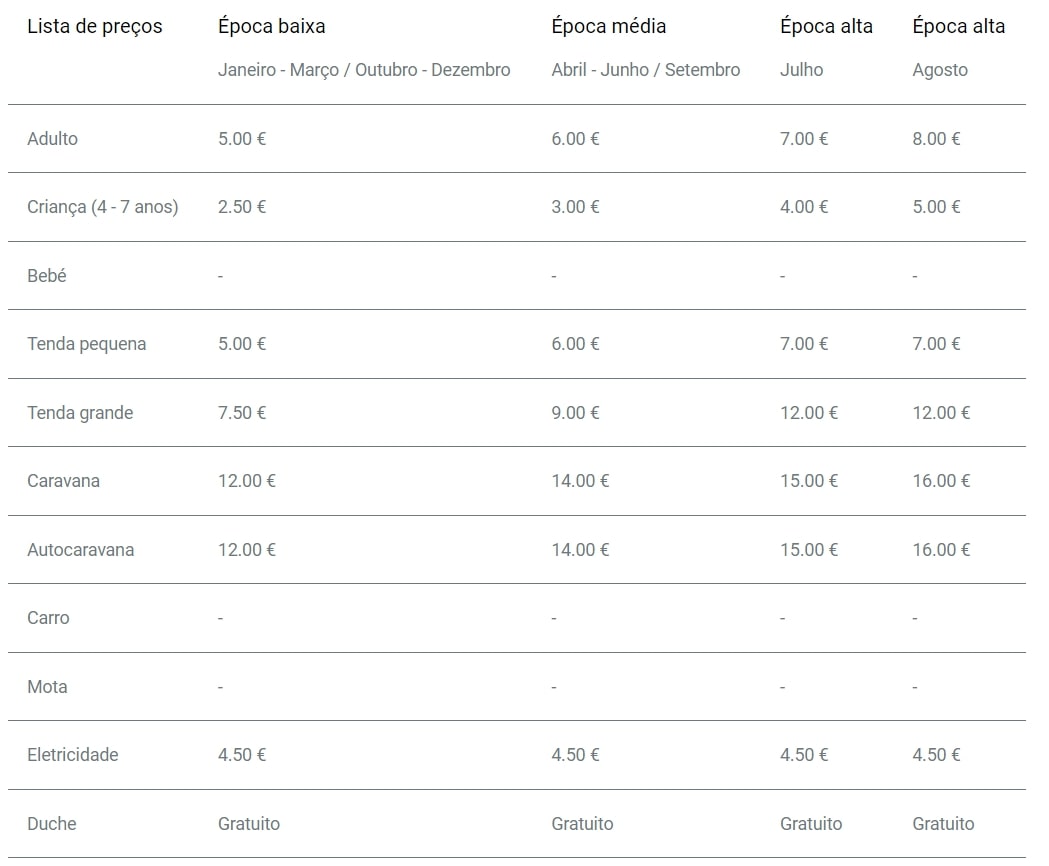 Lista de preços Época baixa Época média Época alta Época alta
Janeiro - Março / Outubro - Dezembro Abril - Junho / Setembro Julho Agosto
Adulto 5.00 € 6.00 € 7.00 € 8.00 €
Criança (4 - 7 anos) 2.50 € 3.00 € 4.00 € 5.00 €
Bebé - - - -
Tenda pequena 5.00 € 6.00 € 7.00 € 7.00 €
Tenda grande 7.50 € 9.00 € 12.00 € 12.00 €
Caravana 12.00 € 14.00 € 15.00 € 16.00 €
Autocaravana 12.00 € 14.00 € 15.00 € 16.00 €
Carro - - - -
Mota - - - -
Eletricidade 4.50 € 4.50 € 4.50 € 4.50 €
Duche Gratuito Gratuito Gratuito Gratuito